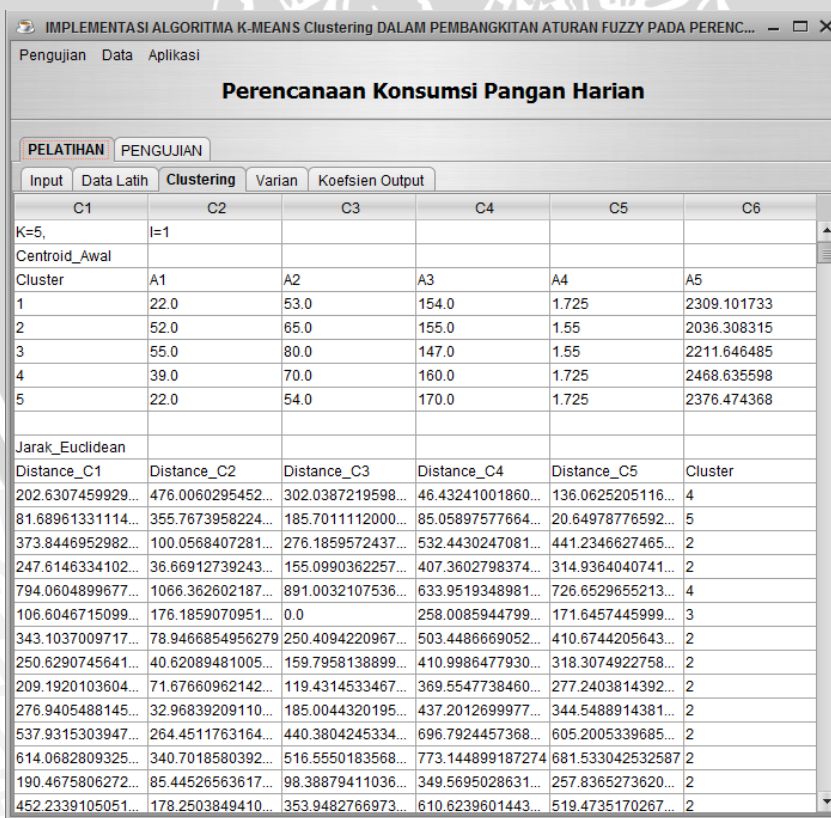 IMPLEMENTASI ALGORITMA K-MEANS Clustering DALAM PEMBANGKITAN ATURAN FUZZY PADA PERENC...
Pengujian Data Aplikasi
Perencanaan Konsumsi Pangan Harian
PELATIHAN PENGUJIAN
Input Data Latih Clustering Varian Koefsien Output
C1 C2 C3 C4 C5 C6
K=5, I=1
Centroid_Awal
Cluster A1 A2 A3 A4 A5
1 22.0 53.0 154.0 1.725 2309.101733
2 52.0 65.0 155.0 1.55 2036.308315
3 55.0 80.0 147.0 1.55 2211.646485
4 39.0 70.0 160.0 1.725 2468.635598
5 22.0 54.0 170.0 1.725 2376.474368
Jarak_Euclidean
Distance_C1 Distance_C2 Distance_C3 Distance_C4 Distance_C5 Cluster
202.6307459929... 476.0060295452... 302.0387219598... 46.43241001860... 136.0625205116... 4
81.68961331114... 355.7673958224... 185.7011112000... 85.05897577664... 20.64978776592... 5
373.8446952982... 100.0568407281... 276.1859572437... 532.4430247081... 441.2346627465... 2
247.6146334102... 36.66912739243... 155.0990362257... 407.3602798374... 314.9364040741... 2
794.0604899677... 1066.362602187... 891.0032107536... 633.9519348981... 726.6529655213... 4
106.6046715099... 176.1859070951... 0.0 258.0085944799... 171.6457445999... 3
343.1037009717... 78.9466854956279 250.4094220967... 503.4486669052... 410.6744205643... 2
250.6290745641... 40.62089481005... 159.7958138899... 410.9986477930... 318.3074922758... 2
209.1920103604... 71.67660962142... 119.4314533467... 369.5547738460... 277.2403814392... 2
276.9405488145... 32.96839209110... 185.0044320195... 437.2012699977... 344.5488914381... 2
537.9315303947... 264.4511763164... 440.3804245334... 696.7924457368... 605.2005339685... 2
614.0682809325... 340.7018580392... 516.5550183568... 773.144899187274 681.533042532587 2
190.4675806272... 85.44526563617... 98.38879411036... 349.5695028631... 257.8365273620... 2
452.2339105051... 178.2503849410... 353.9482766973... 610.6239601443... 519.4735170267... 2